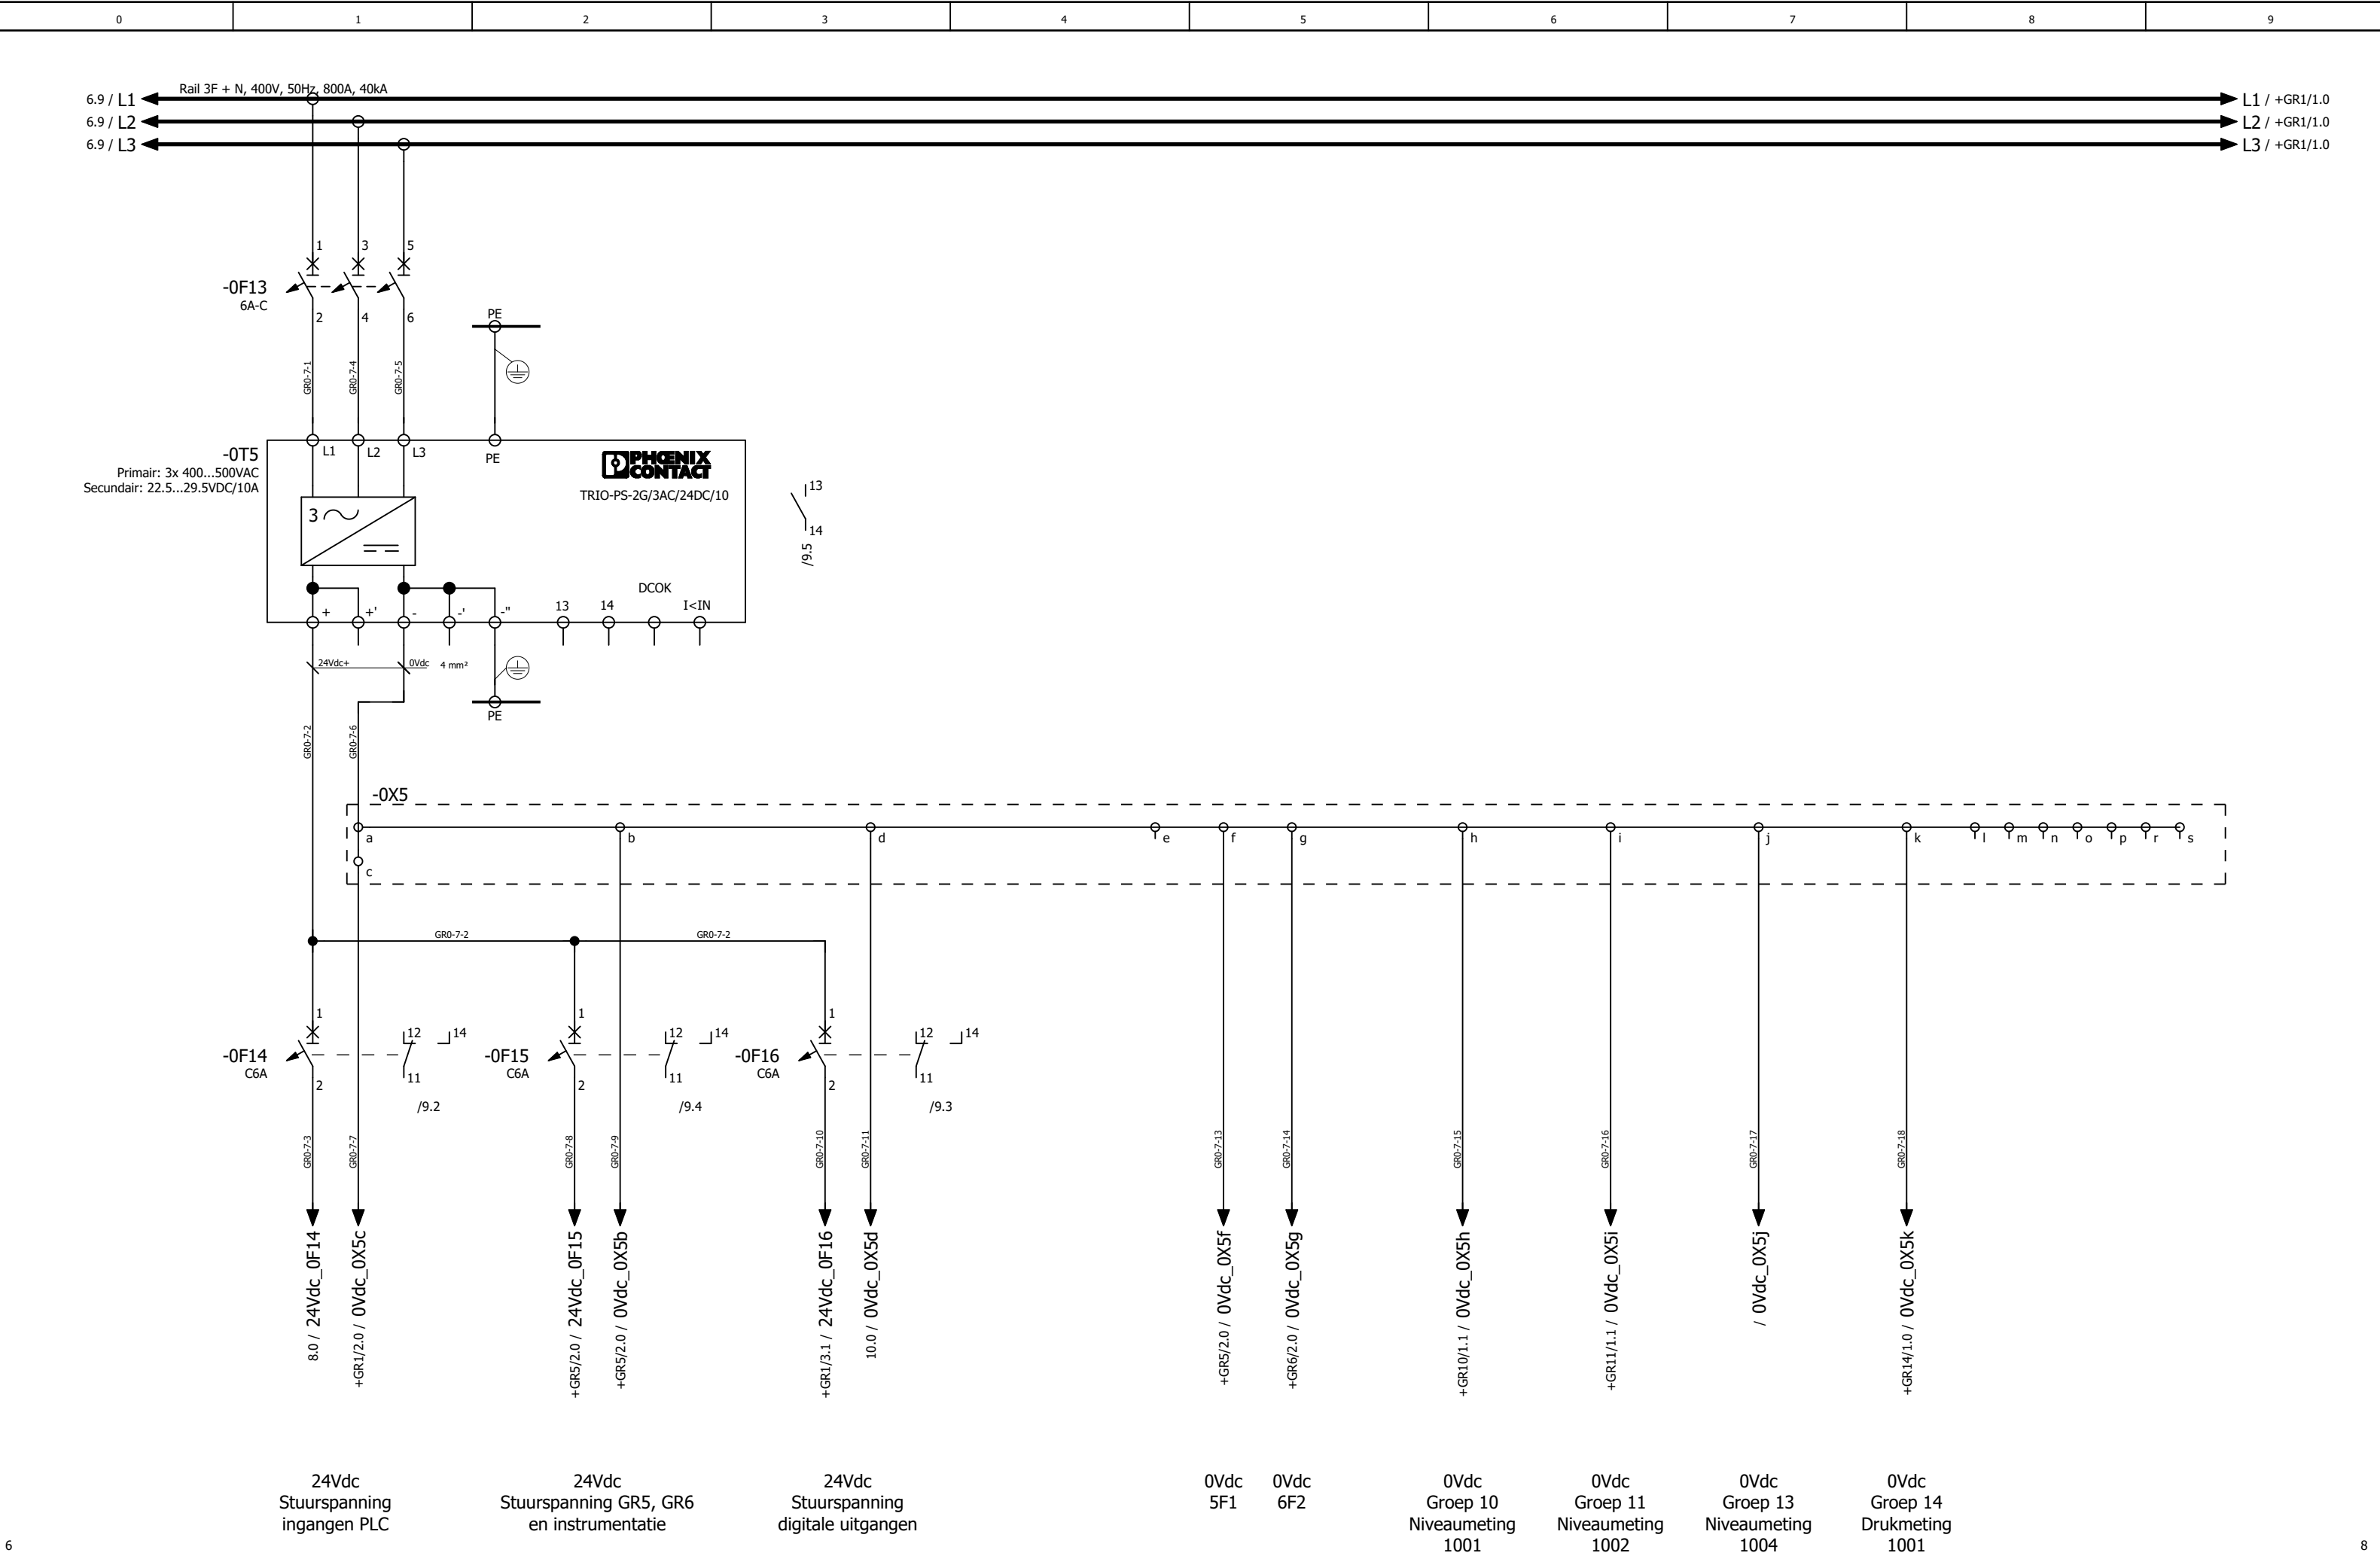 0 1 2 3 4 5 6 7 8 9
Rail 3F + N, 400V, 50Hz, 800A, 40kA
6.9 / L1
L1 / +GR1/1.0
6.9 / L2
L2 / +GR1/1.0
6.9 / L3
L3 / +GR1/1.0
1 3 5
-0F13
6A-C
2 4 6
PE
GR0-7-1
GR0-7-4
GR0-7-5
-0T5
Primair: 3x 400...500VAC
Secundair: 22.5...29.5VDC/10A
L1 L2 L3 PE
PHŒNIX
CONTACT
TRIO-PS-2G/3AC/24DC/10
3
13
14
/9.5
DCOK
+ +' - -' -" 13 14 I<IN
24Vdc+ 0Vdc 4 mm²
PE
GR0-7-2
GR0-7-6
-0X5
a b d e f g h i j k l m n o p r s
c
GR0-7-2 GR0-7-2
1 1 1
12 14 12 14 12 14
-0F14
C6A
-0F15
C6A
-0F16
C6A
2 11 2 11 2 11
/9.2 /9.4 /9.3
GR0-7-3
GR0-7-7
GR0-7-8
GR0-7-9
GR0-7-10
GR0-7-11
GR0-7-13
GR0-7-14
GR0-7-15
GR0-7-16
GR0-7-17
GR0-7-18
8.0 / 24Vdc_0F14
+GR1/2.0 / 0Vdc_0X5c
+GR5/2.0 / 24Vdc_0F15
+GR5/2.0 / 0Vdc_0X5b
+GR1/3.1 / 24Vdc_0F16
10.0 / 0Vdc_0X5d
+GR5/2.0 / 0Vdc_0X5f
+GR6/2.0 / 0Vdc_0X5g
+GR10/1.1 / 0Vdc_0X5h
+GR11/1.1 / 0Vdc_0X5i
/ 0Vdc_0X5j
+GR14/1.0 / 0Vdc_0X5k
24Vdc
Stuurspanning
ingangen PLC
24Vdc
Stuurspanning GR5, GR6
en instrumentatie
24Vdc
Stuurspanning
digitale uitgangen
0Vdc
5F1
0Vdc
6F2
0Vdc
Groep 10
Niveaumeting
1001
0Vdc
Groep 11
Niveaumeting
1002
0Vdc
Groep 13
Niveaumeting
1004
0Vdc
Groep 14
Drukmeting
1001
6
8